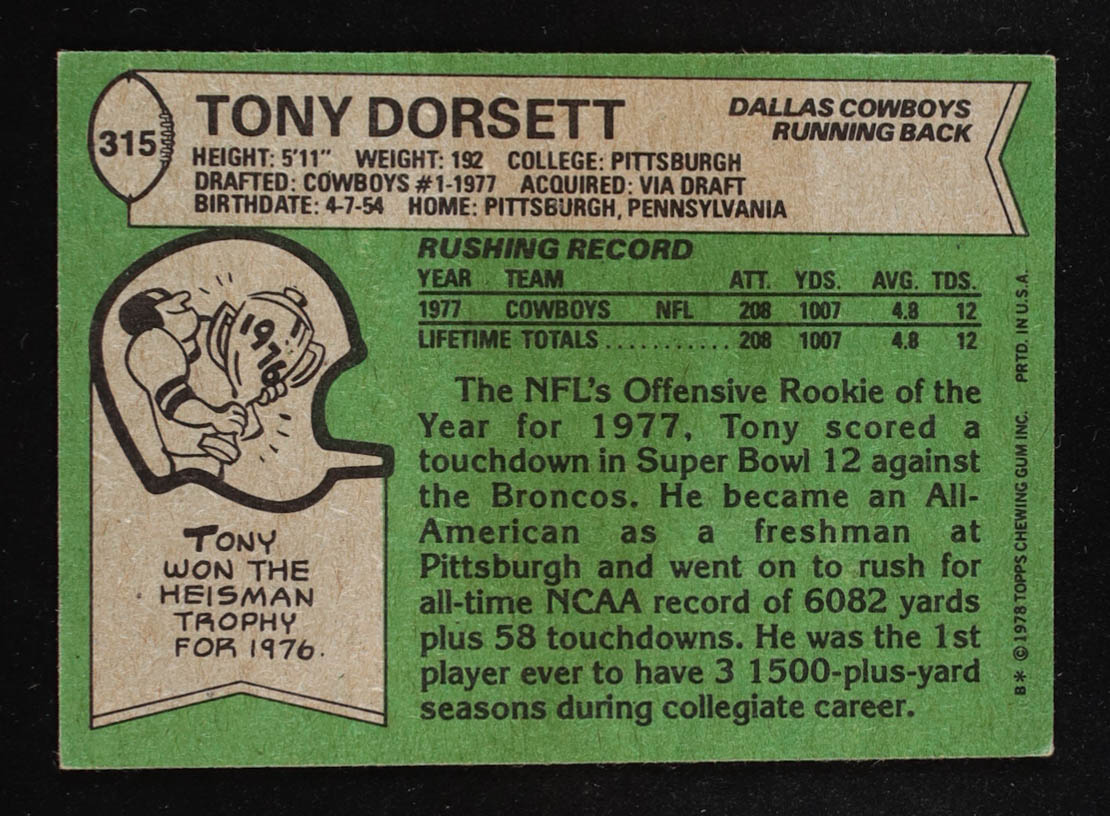 315
TONY DORSETT
DALLAS COWBOYS
RUNNING BACK
HEIGHT: 5'11" WEIGHT: 192 COLLEGE: PITTSBURGH
DRAFTED: COWBOYS #1-1977 ACQUIRED: VIA DRAFT
BIRTHDATE: 4-7-54 HOME: PITTSBURGH, PENNSYLVANIA
RUSHING RECORD
YEAR TEAM ATT. YDS. AVG. TDS.
1977 COWBOYS NFL 208 1007 4.8 12
LIFETIME TOTALS ............ 208 1007 4.8 12
The NFL's Offensive Rookie of the
Year for 1977, Tony scored a
touchdown in Super Bowl 12 against
the Broncos. He became an All-
American as a freshman at
Pittsburgh and went on to rush for
all-time NCAA record of 6082 yards
plus 58 touchdowns. He was the 1st
player ever to have 3 1500-plus-yard
seasons during collegiate career.
1976
TONY
WON THE
HEISMAN
TROPHY
FOR 1976.
B* © 1978 TOPPS CHEWING GUM INC. PRTD. IN U.S.A.